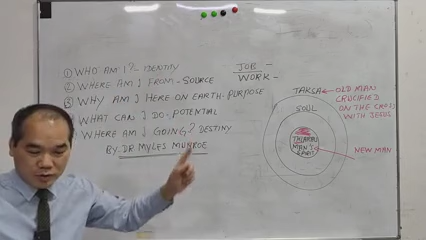 ① WHO AM I? - IDENTITY
② WHERE AM I FROM - SOURCE
③ WHY AM I HERE ON EARTH - PURPOSE
WHAT CAN I DO - POTENTIAL
WHERE AM I GOING? DESTINY
BY DR MYLES MUNROE
JOB -
WORK -
TAKSA
SOUL
MAN'S
SPIRIT
OLD MAN
CRUCIFIED
ON THE CROSS
WITH JESUS
NEW MAN